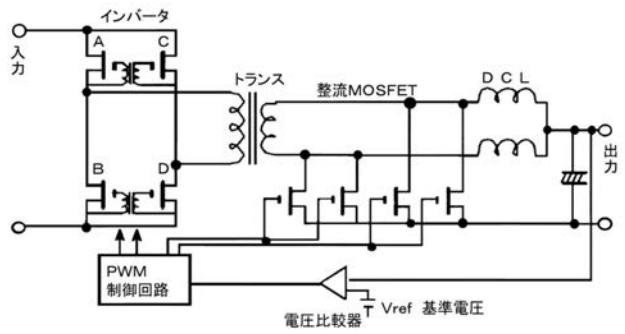 インバータ
A
C
入力
トランス
整流MOSFET
D C L
B
D
出力
PWM
制御回路
Vref 基準電圧
電圧比較器